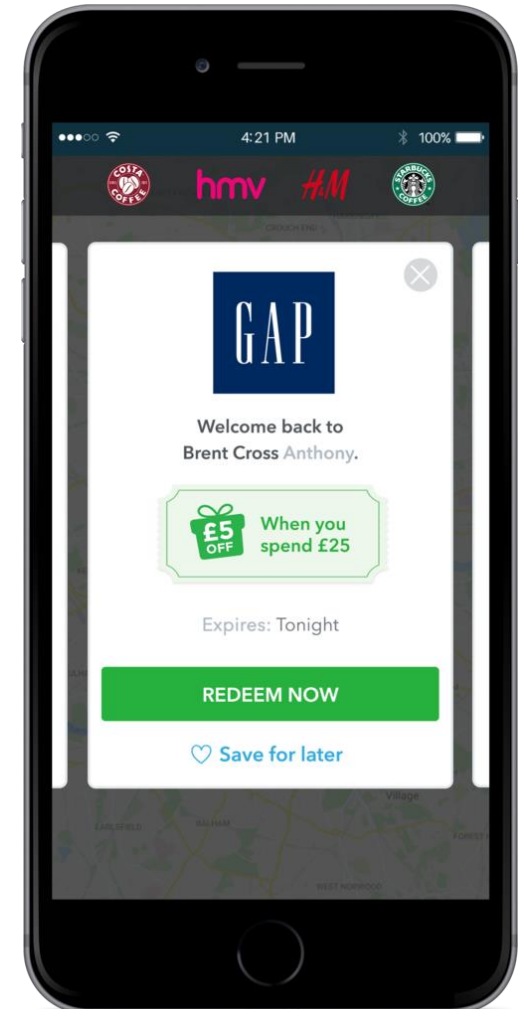 4:21 PM
100%
COSTA
COFFEE
hmv
H&M
STARBUCKS
COFFEE
CROUCH END
GAP
Welcome back to
Brent Cross Anthony.
£5
OFF
When you
spend £25
Expires: Tonight
REDEEM NOW
Save for later
Village
EARLSFIELD
BALHAM
WEST NORWOOD